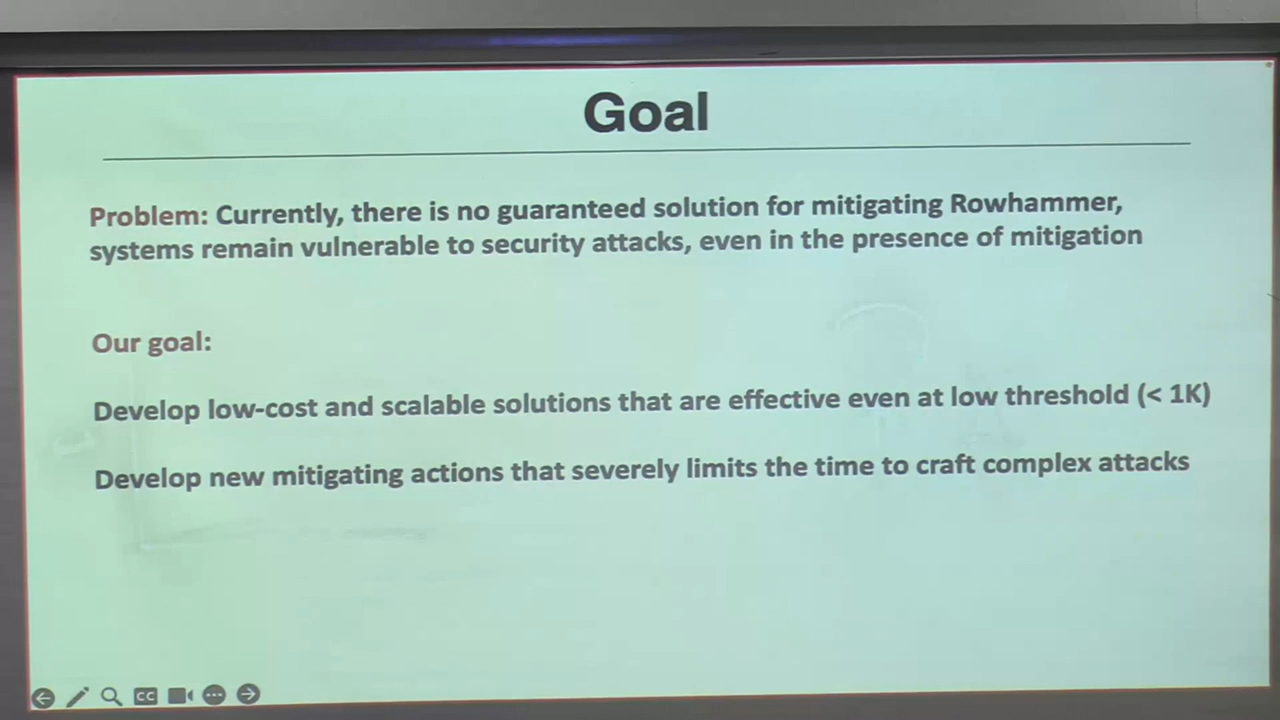 Goal
Problem: Currently, there is no guaranteed solution for mitigating Rowhammer,
systems remain vulnerable to security attacks, even in the presence of mitigation
Our goal:
Develop low-cost and scalable solutions that are effective even at low threshold (< 1K)
Develop new mitigating actions that severely limits the time to craft complex attacks
CC